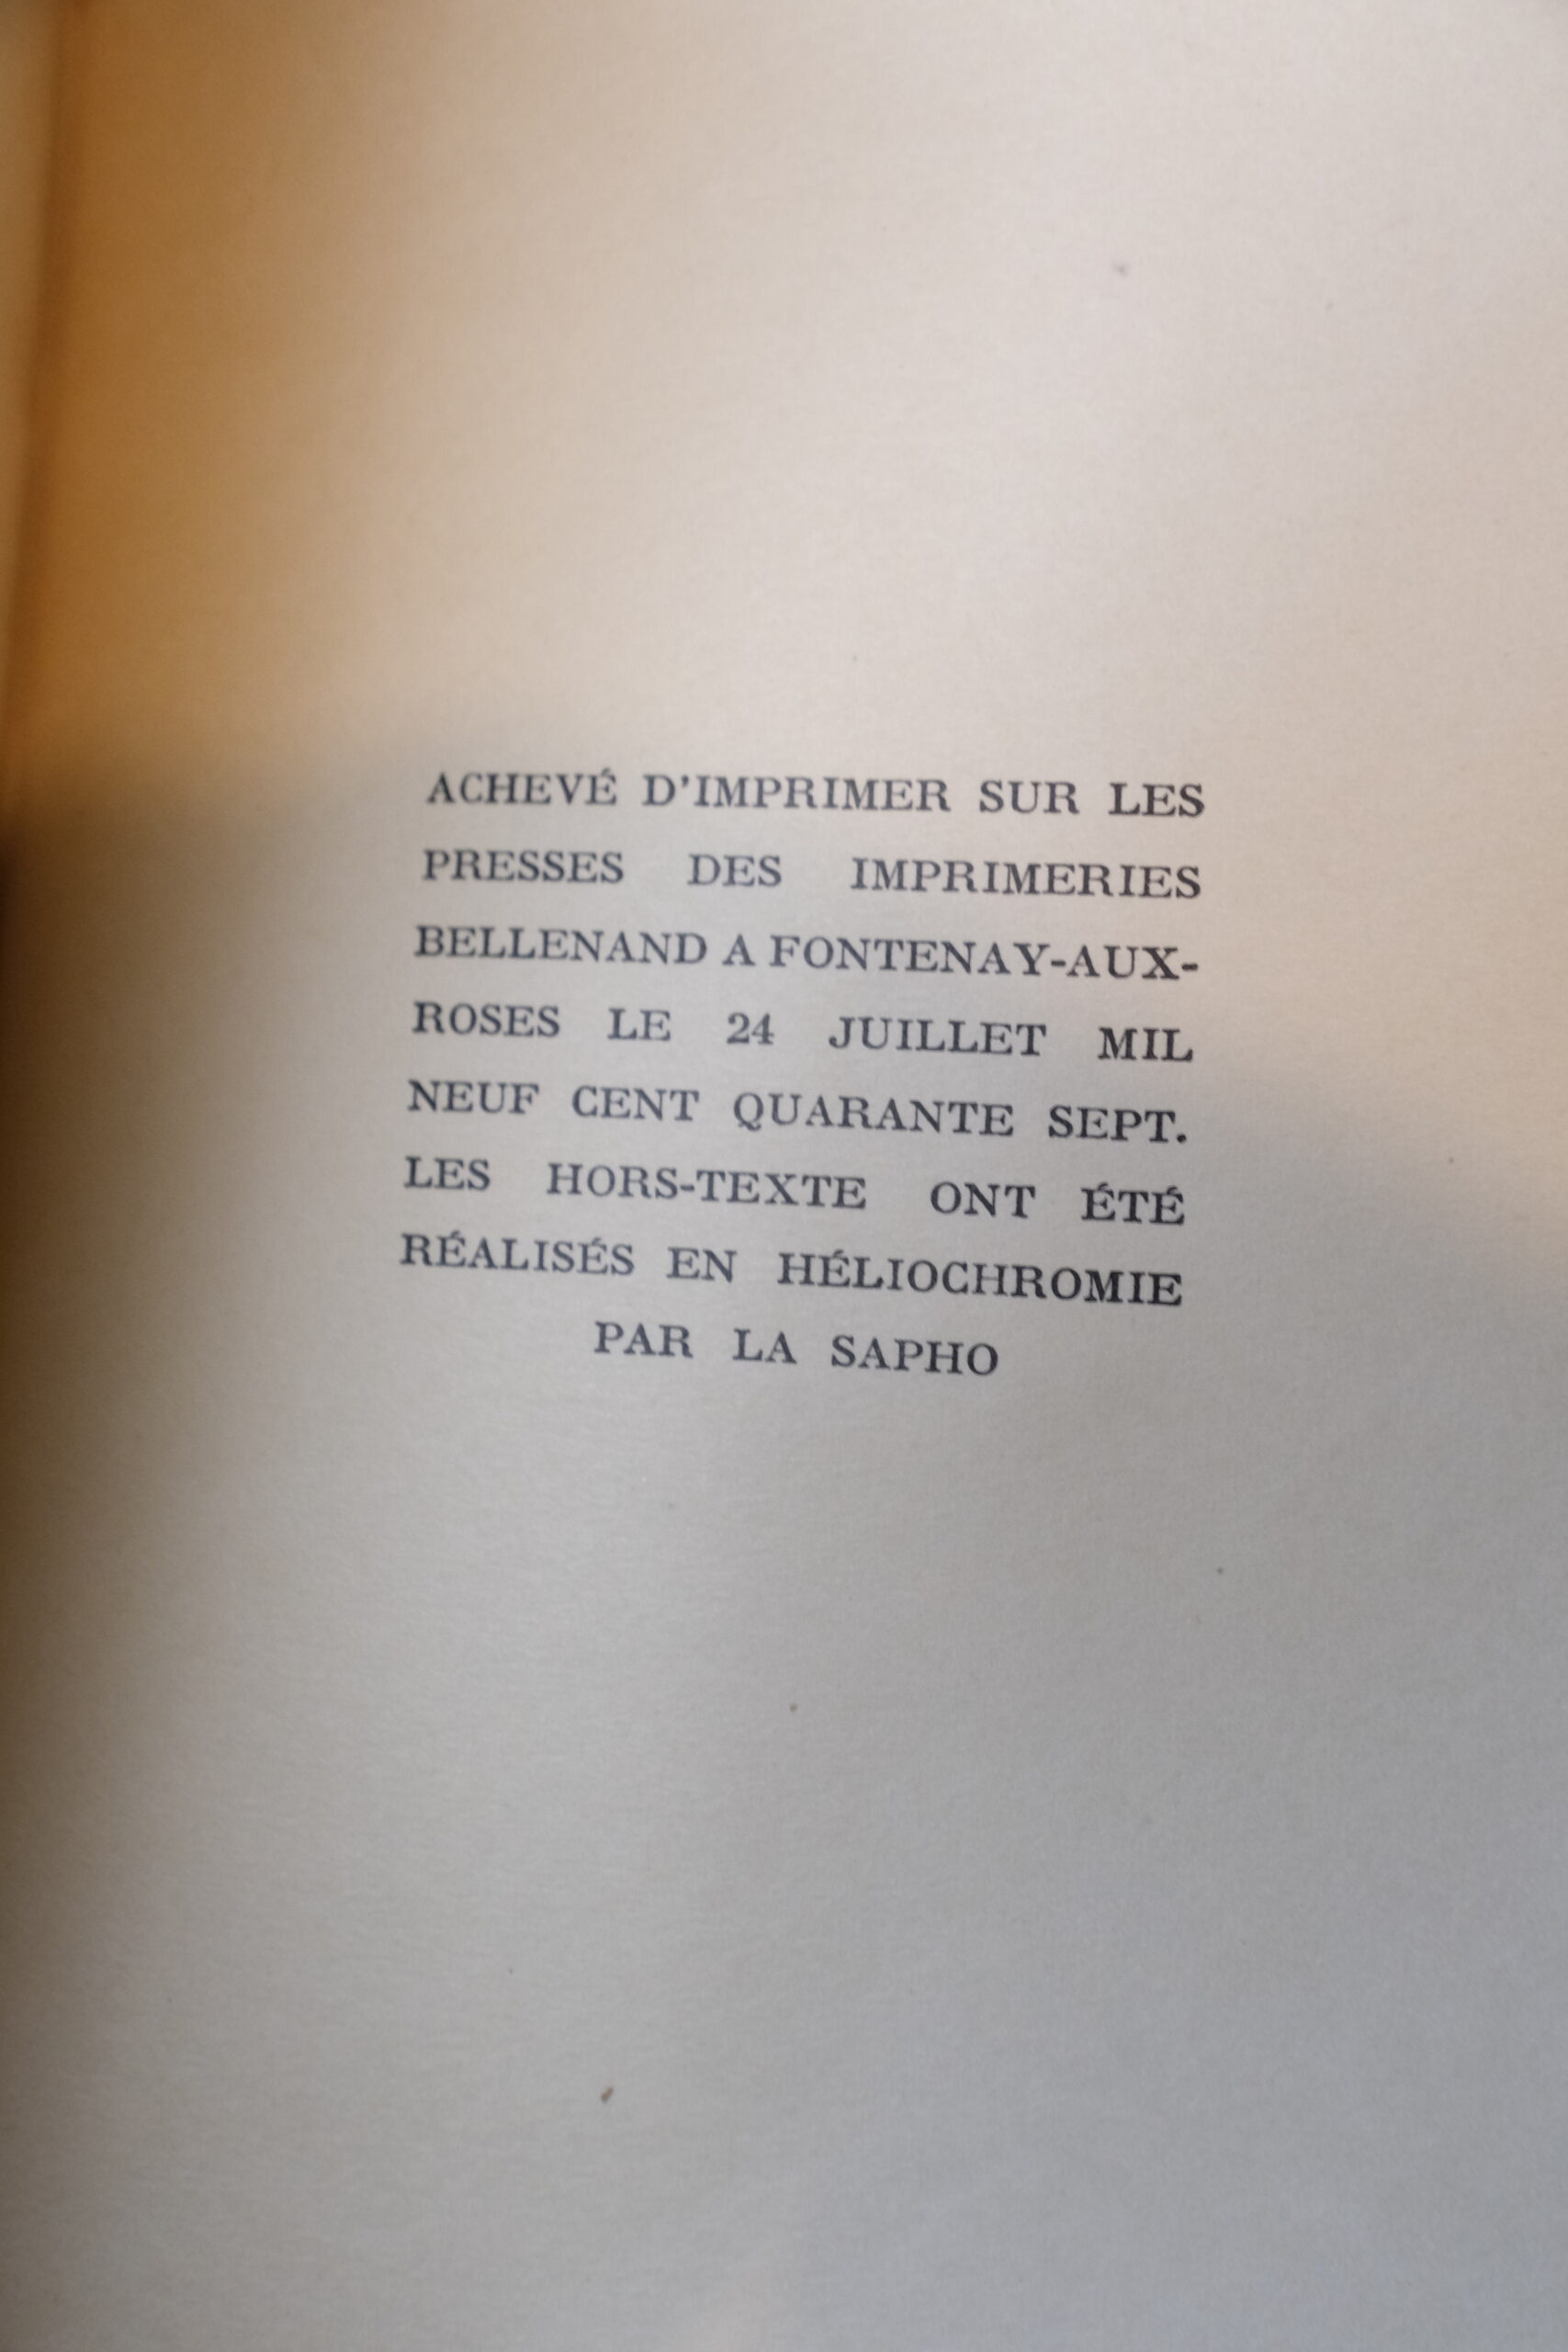 ACHEVÉ D'IMPRIMER SUR LES
PRESSES DES IMPRIMERIES
BELLENAND A FONTENAY-AUX-
ROSES LE 24 JUILLET MIL
NEUF CENT QUARANTE SEPT.
LES HORS-TEXTE ONT ÉTÉ
RÉALISÉS EN HÉLIOCHROMIE
PAR LA SAPHO